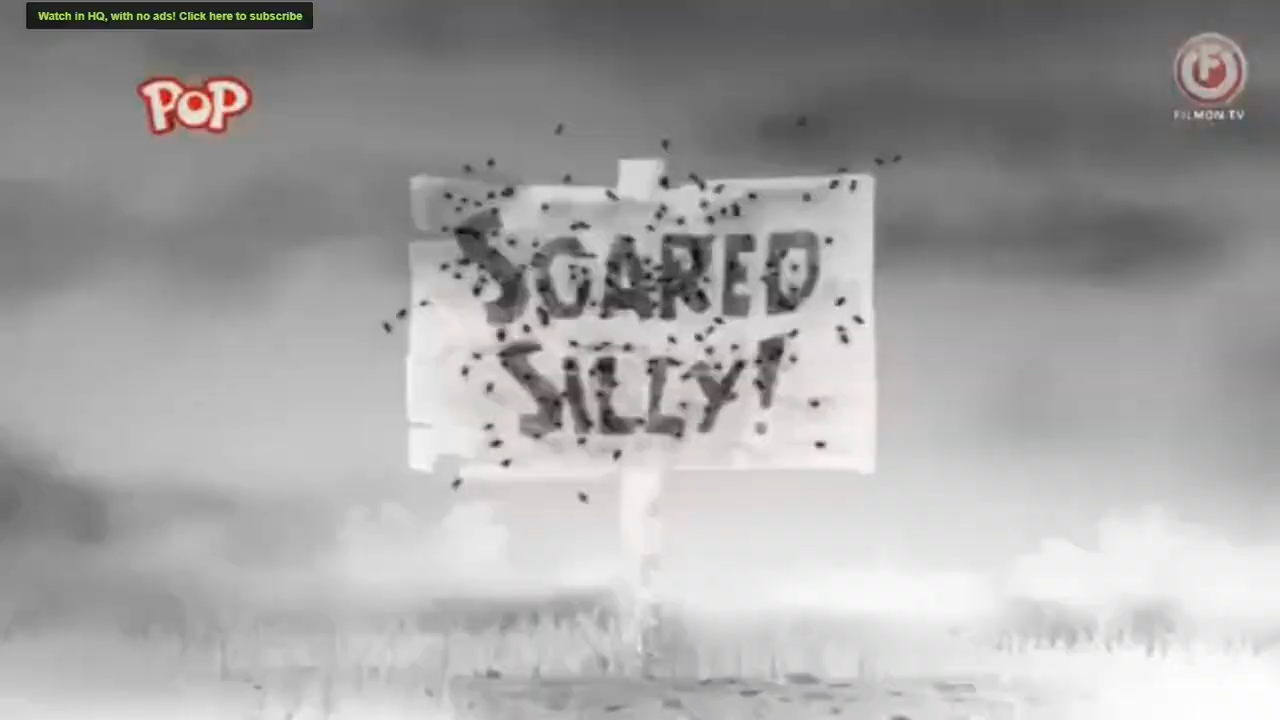 Watch in HQ, with no ads! Click here to subscribe
POP
FILMON.TV
SCARED
SILLY!